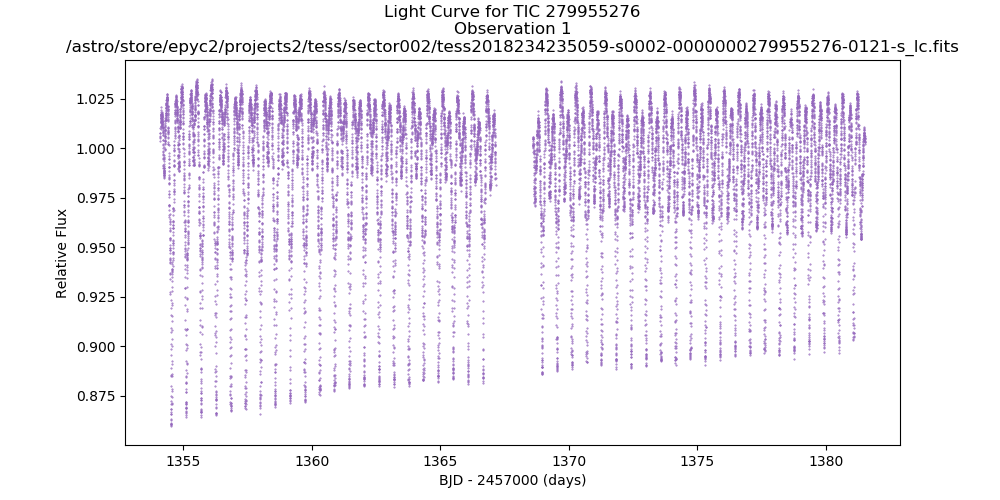 Light Curve for TIC 279955276
Observation 1
/astro/store/epyc2/projects2/tess/sector002/tess2018234235059-s0002-0000000279955276-0121-s_lc.fits
1.025
1.000
0.975
0.950
0.925
0.900
0.875
Relative Flux
1355 1360 1365 1370 1375 1380
BJD - 2457000 (days)